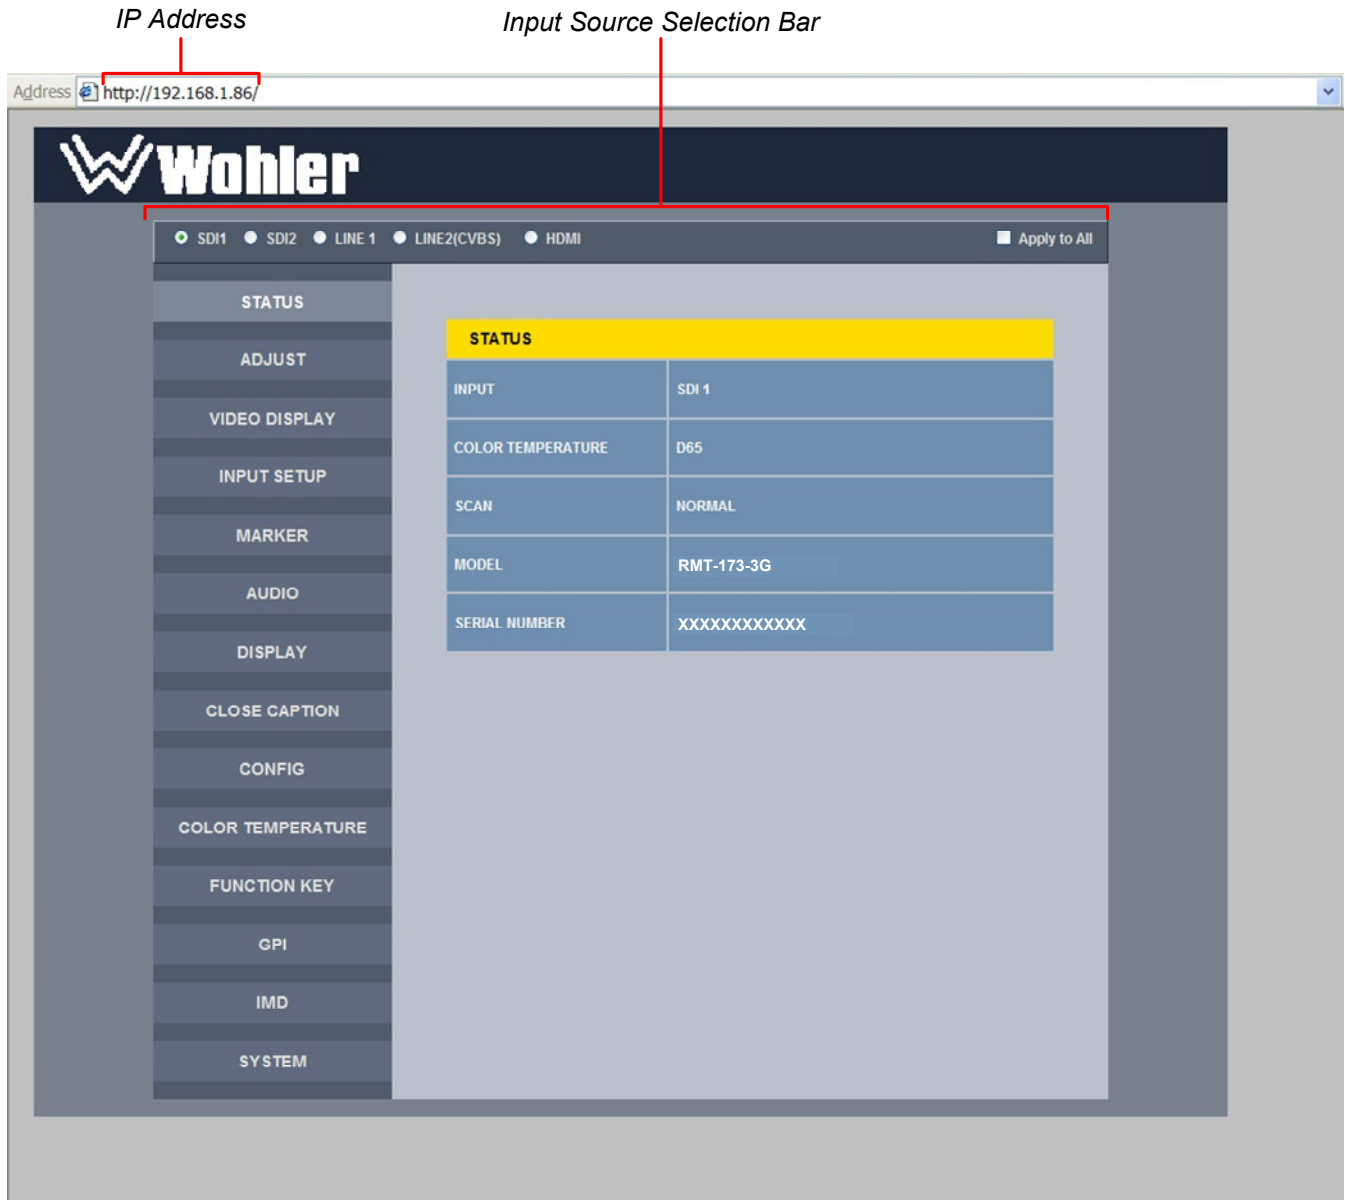 IP Address
Input Source Selection Bar
Address http://192.168.1.86/
Wohler
SDI1 SDI2 LINE 1 LINE2(CVBS) HDMI Apply to All
STATUS
ADJUST
VIDEO DISPLAY
INPUT SETUP
MARKER
AUDIO
DISPLAY
CLOSE CAPTION
CONFIG
COLOR TEMPERATURE
FUNCTION KEY
GPI
IMD
SYSTEM
STATUS
INPUT SDI 1
COLOR TEMPERATURE D65
SCAN NORMAL
MODEL RMT-173-3G
SERIAL NUMBER XXXXXXXXXXXX